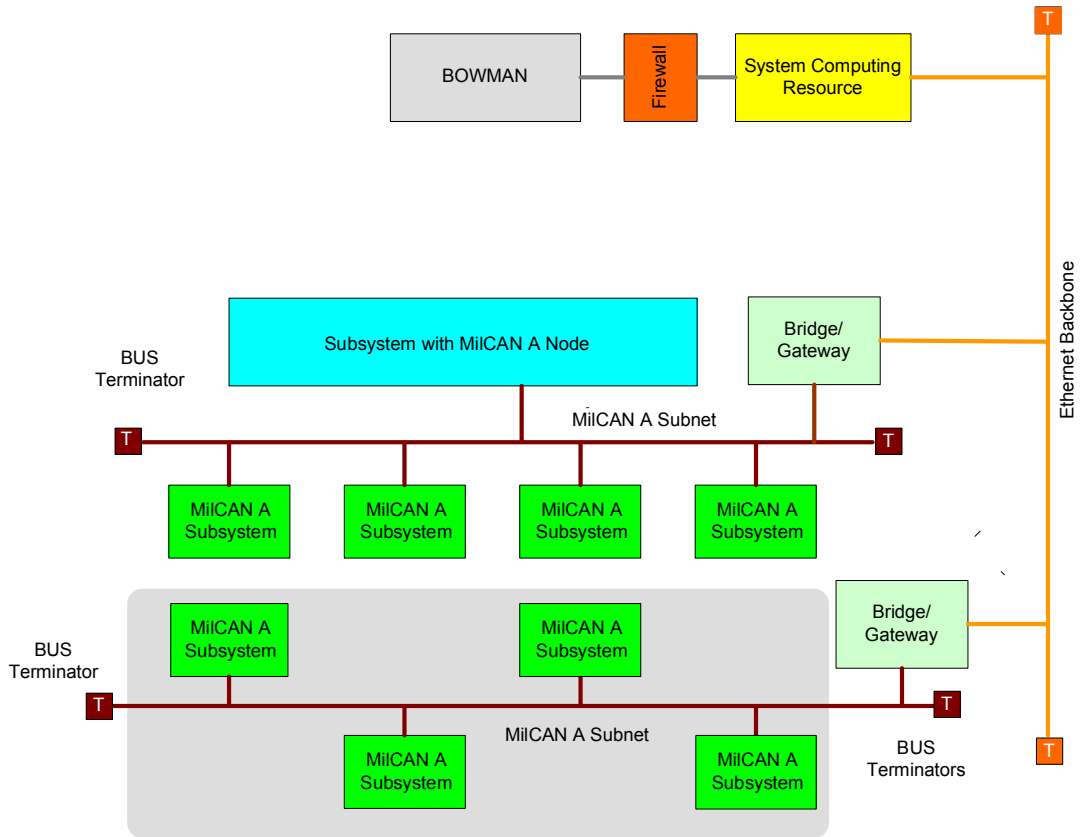 T
BOWMAN
Firewall
System Computing
Resource
Ethernet Backbone
Subsystem with MilCAN A Node
Bridge/
Gateway
BUS
Terminator
MilCAN A Subnet
T
T
MilCAN A
Subsystem
MilCAN A
Subsystem
MilCAN A
Subsystem
MilCAN A
Subsystem
MilCAN A
Subsystem
MilCAN A
Subsystem
Bridge/
Gateway
BUS
Terminator
T
T
MilCAN A Subnet
MilCAN A
Subsystem
MilCAN A
Subsystem
BUS
Terminators
T